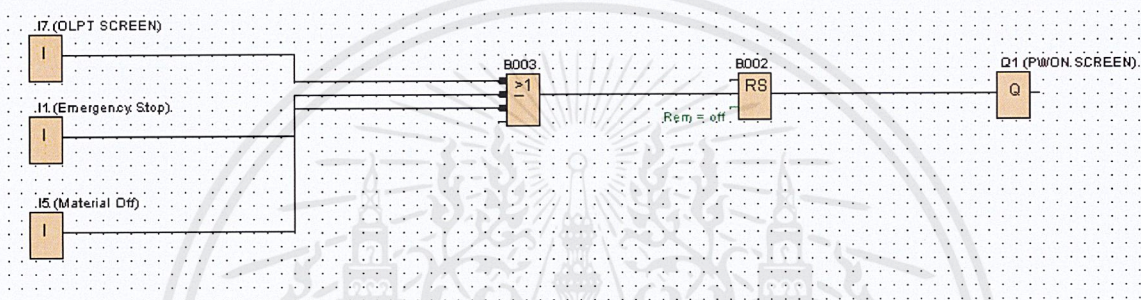 I7 (OLPT SCREEN)
I
I1 (Emergency Stop)
I
I5 (Material Off)
I
B003
>1
B002
RS
Rem = off
Q1 (PWON SCREEN)
Q